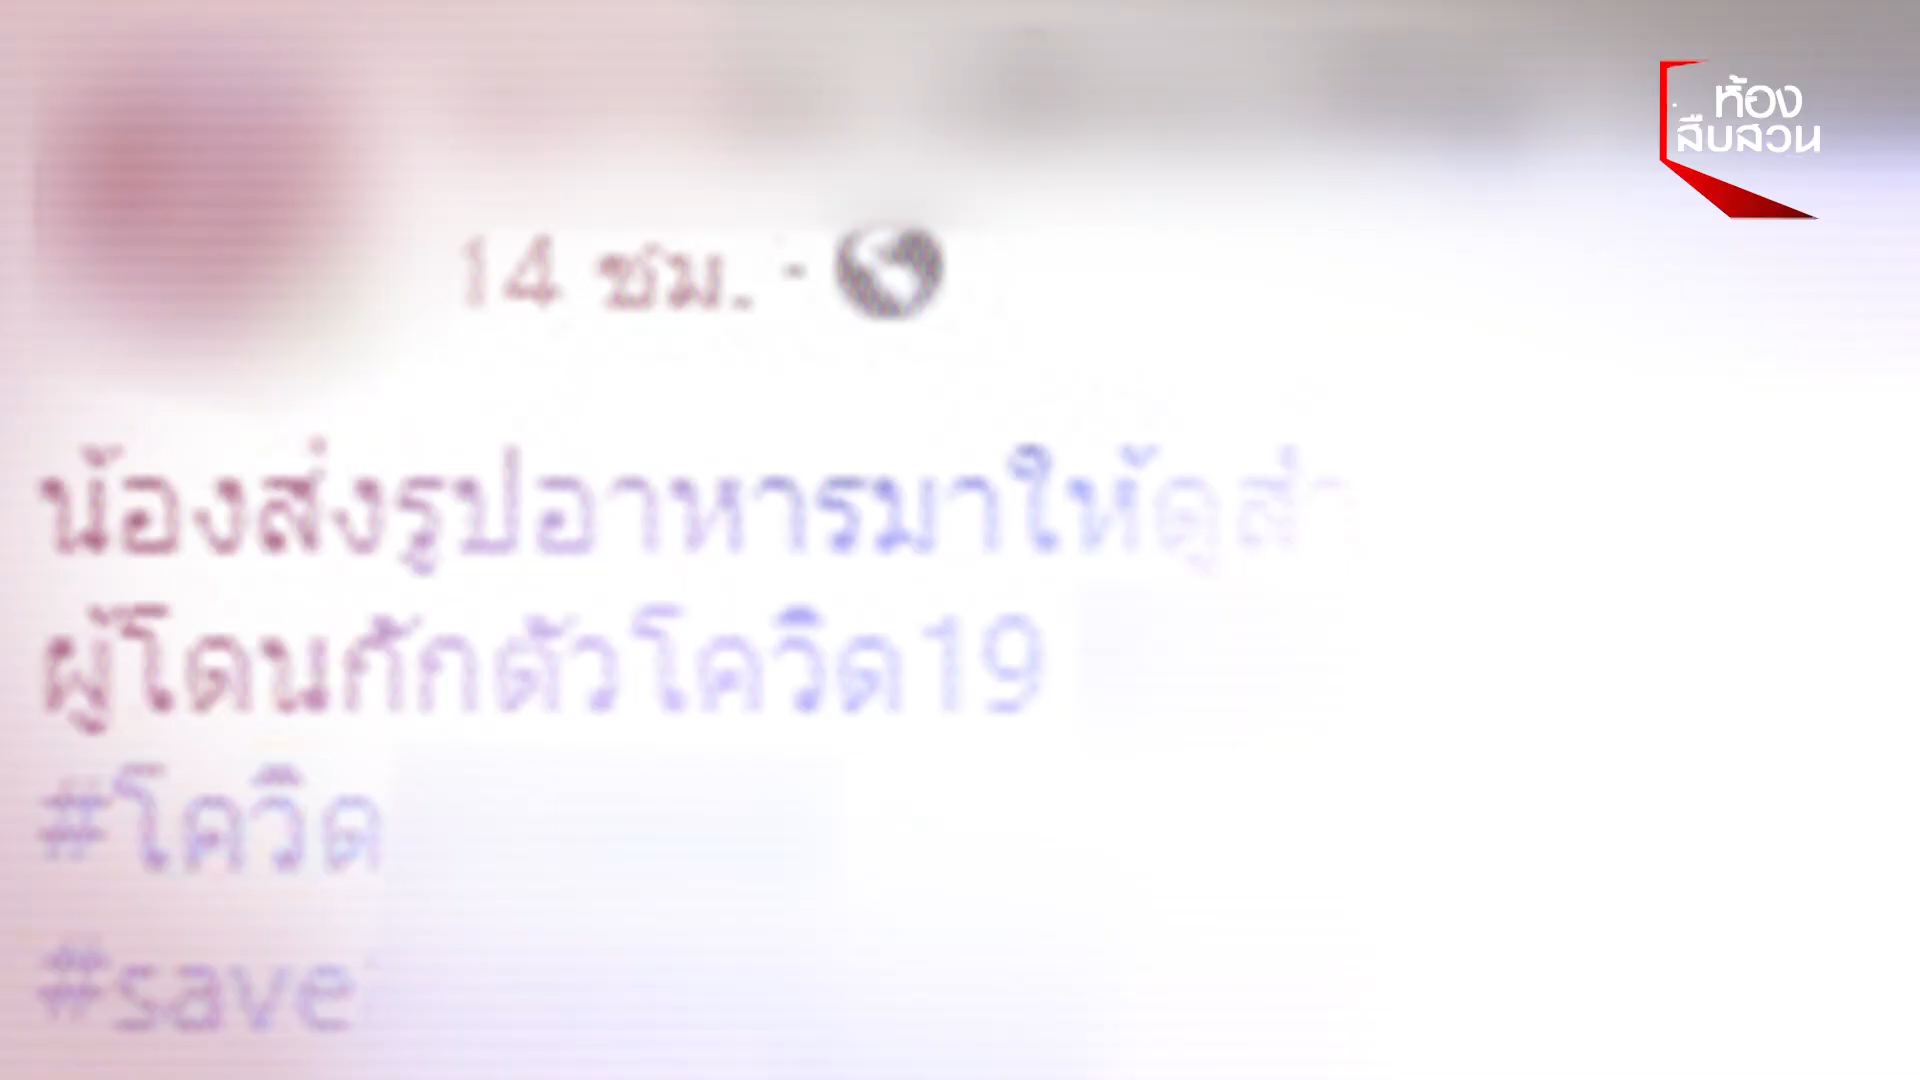 ห้อง
สืบสวน
14 ชม. ·
น้องส่งรูปอาหารมาให้ดู
ผู้โดนกักตัวโควิด19
#โควิด
#save